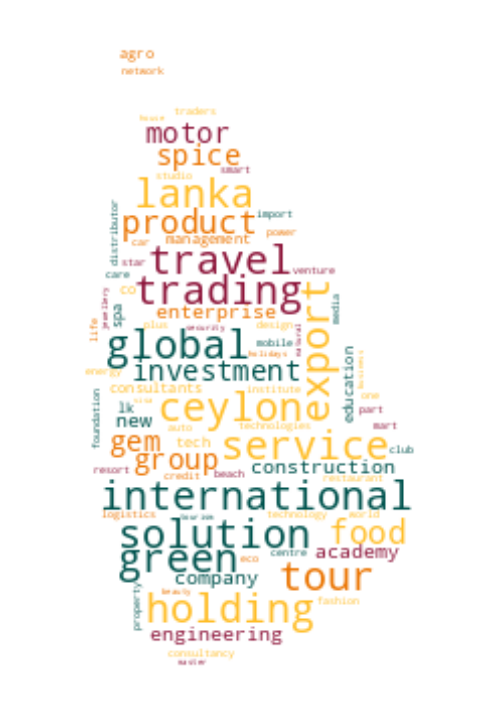 agro
network
traders
house
motor
spice
smart
studio
lanka
distributor
product
import
power
car
management
travel
star
venture
care
trading
co
jewellery
export
media
spa
enterprise
life
plus
security
design
natural
global
mobile
holidays
education
business
energy
investment
consultants
institute
foundation
ceylon
one
lk
part
new
auto
technologies
mart
gem
tech
service
club
group
construction
resort
credit
beach
restaurant
international
logistics
tourism
technology
world
solution
food
green
centre
academy
eco
company
tour
property
beauty
holding
fashion
engineering
consultancy
master